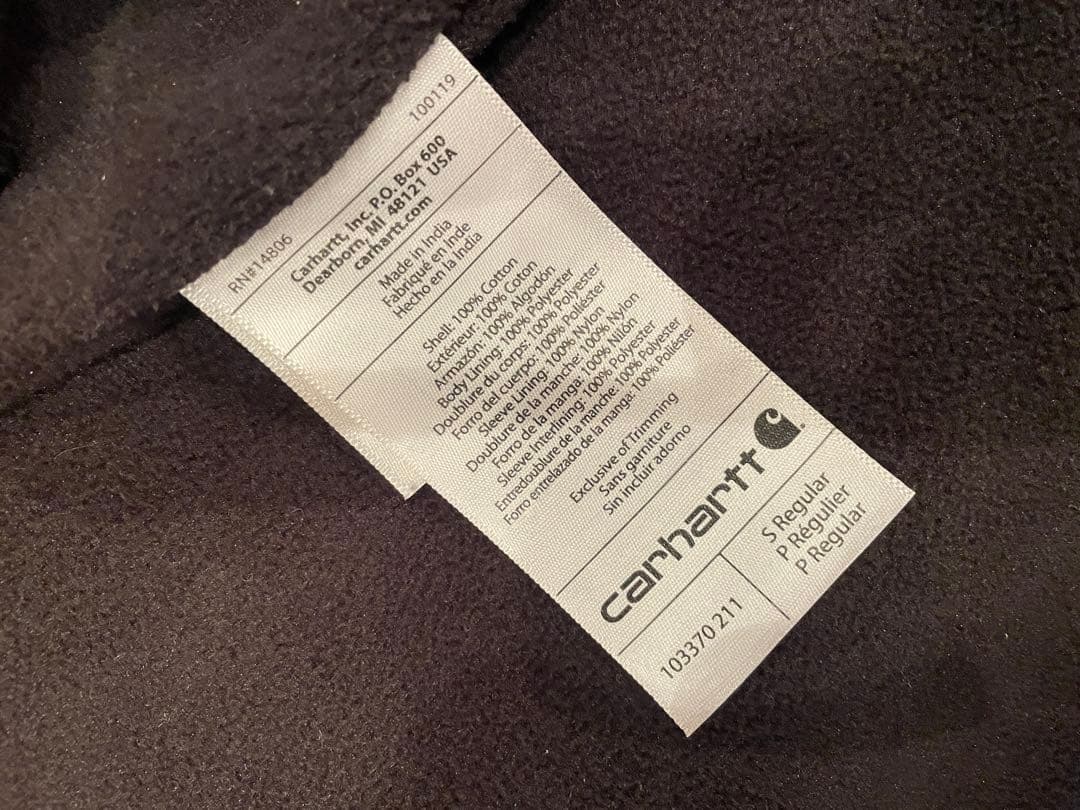 RN#14806 100119
Carhartt, Inc. P.O. Box 600
Dearborn, MI 48121 USA
carhartt.com
Made in India
Fabriqué en Inde
Hecho en la India
Shell: 100% Cotton
Extérieur: 100% Coton
Armazón: 100% Algodón
Body Lining: 100% Polyester
Doublure du corps: 100% Polyester
Forro del cuerpo: 100% Poliéster
Sleeve Lining: 100% Nylon
Doublure de la manche: 100% Nylon
Forro de la manga: 100% Nilón
Sleeve Interlining: 100% Polyester
Entredoublure de la manche: 100% Polyester
Forro entrelazado de la manga: 100% Poliéster
Exclusive of Trimming
Sans garniture
Sin incluir adorno
carhartt
103370 211
S Regular
P Régulier
P Regular